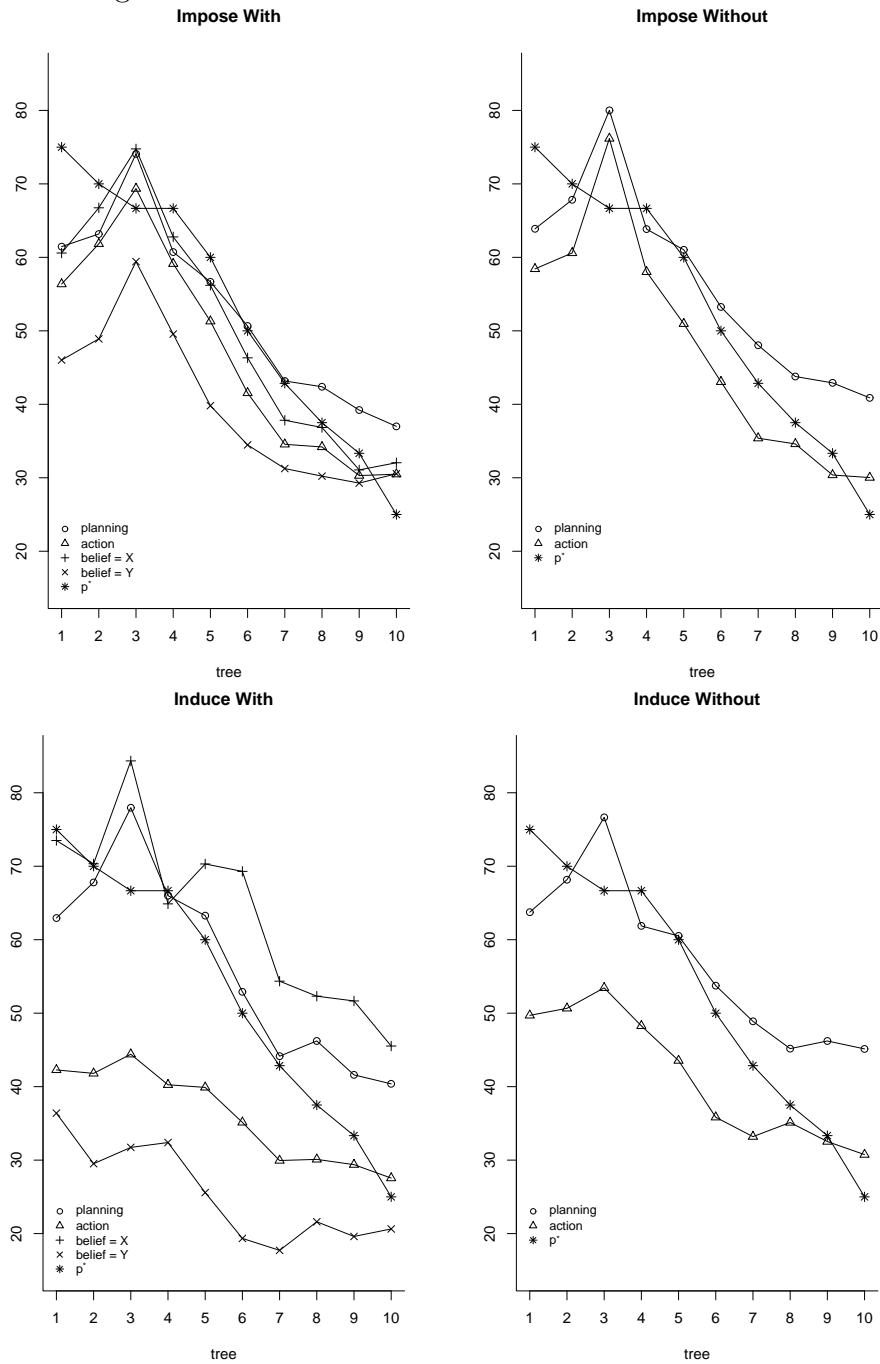 Impose With
80
70
60
50
40
30
20
planning
action
belief = X
belief = Y
p*
1 2 3 4 5 6 7 8 9 10
tree
Impose Without
80
70
60
50
40
30
20
planning
action
p*
1 2 3 4 5 6 7 8 9 10
tree
Induce With
80
70
60
50
40
30
20
planning
action
belief = X
belief = Y
p*
1 2 3 4 5 6 7 8 9 10
tree
Induce Without
80
70
60
50
40
30
20
planning
action
p*
1 2 3 4 5 6 7 8 9 10
tree